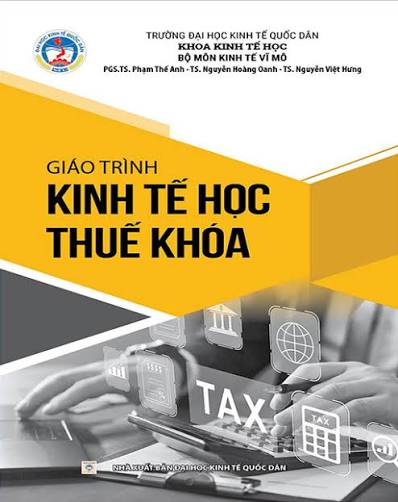 TRƯỜNG ĐẠI HỌC KINH TẾ QUỐC DÂN
KHOA KINH TẾ HỌC
BỘ MÔN KINH TẾ VĨ MÔ
PGS.TS. Phạm Thế Anh - TS. Nguyễn Hoàng Oanh - TS. Nguyễn Việt Hưng
GIÁO TRÌNH
KINH TẾ HỌC
THUẾ KHÓA
TAX
NHÀ XUẤT BẢN ĐẠI HỌC KINH TẾ QUỐC DÂN